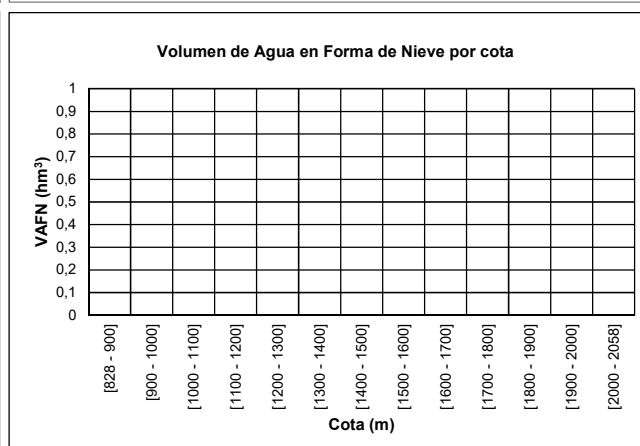 Volumen de Agua en Forma de Nieve por cota
VAFN (hm³)
1
0,9
0,8
0,7
0,6
0,5
0,4
0,3
0,2
0,1
0
[828 - 900]
[900 - 1000]
[1000 - 1100]
[1100 - 1200]
[1200 - 1300]
[1300 - 1400]
[1400 - 1500]
[1500 - 1600]
[1600 - 1700]
[1700 - 1800]
[1800 - 1900]
[1900 - 2000]
[2000 - 2058]
Cota (m)